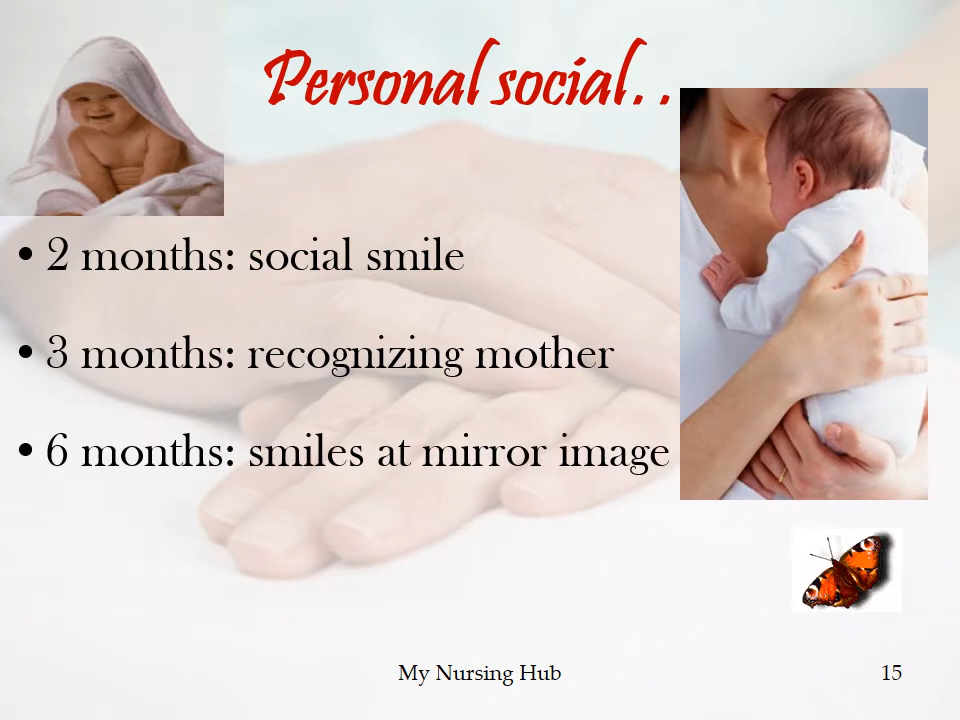 Personal social. .
• 2 months: social smile
• 3 months: recognizing mother
• 6 months: smiles at mirror image
My Nursing Hub
15